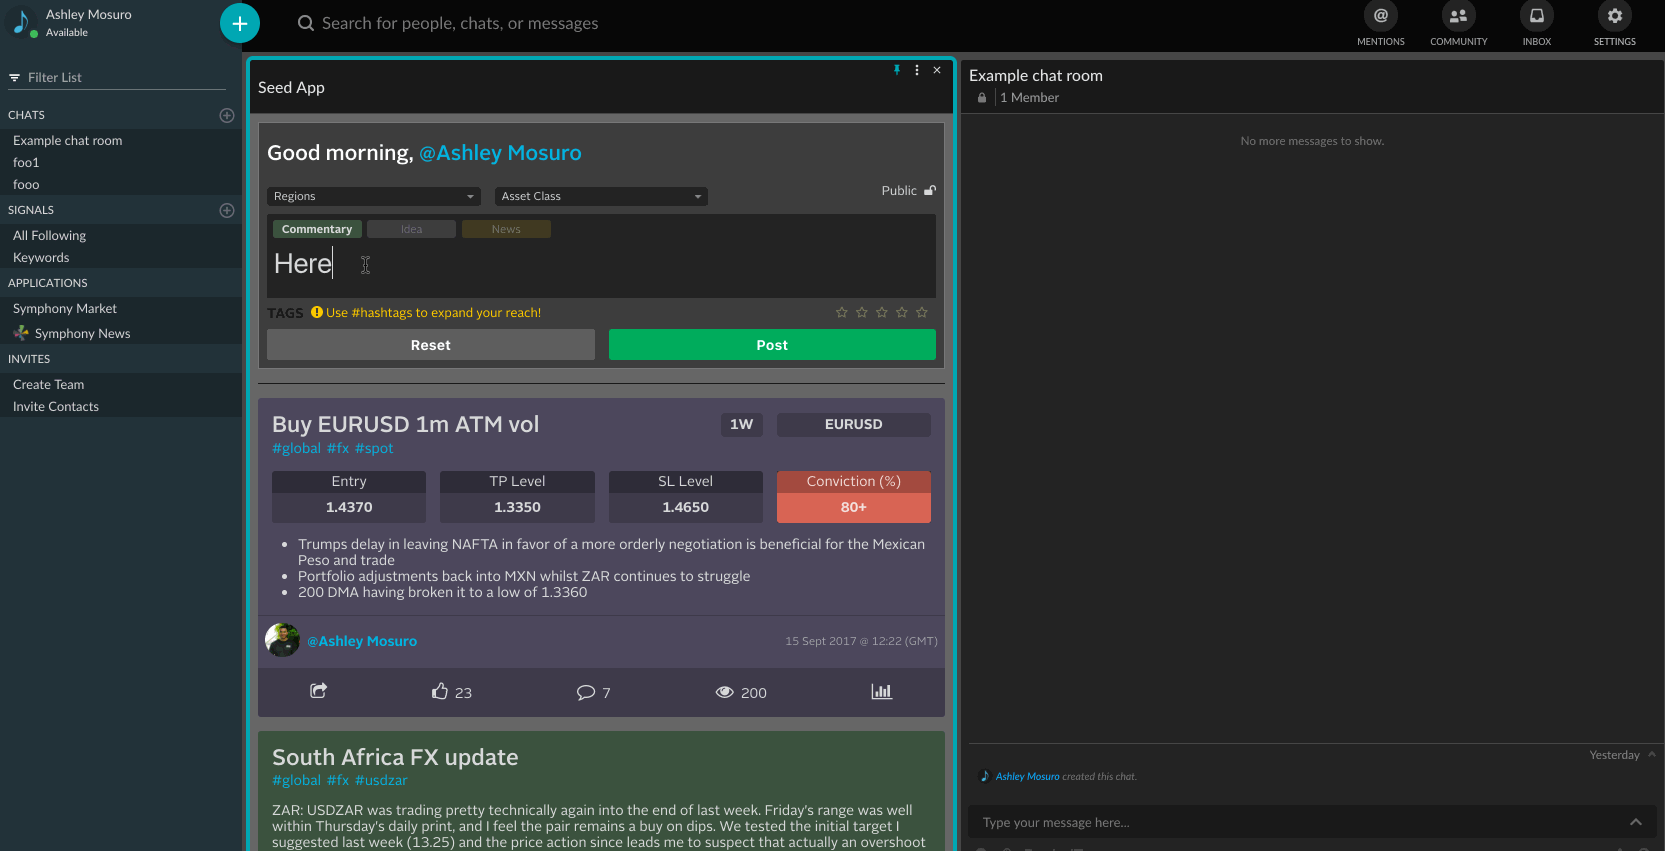 Ashley Mosuro
Available
Search for people, chats, or messages
MENTIONS
COMMUNITY
INBOX
SETTINGS
Filter List
CHATS
Example chat room
foo1
fooo
SIGNALS
All Following
Keywords
APPLICATIONS
Symphony Market
Symphony News
INVITES
Create Team
Invite Contacts
Seed App
Good morning, @Ashley Mosuro
Regions
Asset Class
Public
Commentary
Idea
News
Here
TAGS
Use #hashtags to expand your reach!
Reset
Post
Buy EURUSD 1m ATM vol
1W
EURUSD
#global #fx #spot
Entry
1.4370
TP Level
1.3350
SL Level
1.4650
Conviction (%)
80+
Trumps delay in leaving NAFTA in favor of a more orderly negotiation is beneficial for the Mexican
Peso and trade
Portfolio adjustments back into MXN whilst ZAR continues to struggle
200 DMA having broken it to a low of 1.3360
@Ashley Mosuro
15 Sept 2017 @ 12:22 (GMT)
23
7
200
South Africa FX update
#global #fx #usdzar
ZAR: USDZAR was trading pretty technically again into the end of last week. Friday's range was well
within Thursday's daily print, and I feel the pair remains a buy on dips. We tested the initial target I
suggested last week (13.25) and the price action since leads me to suspect that actually an overshoot
Example chat room
1 Member
No more messages to show.
Yesterday
Ashley Mosuro created this chat.
Type your message here...